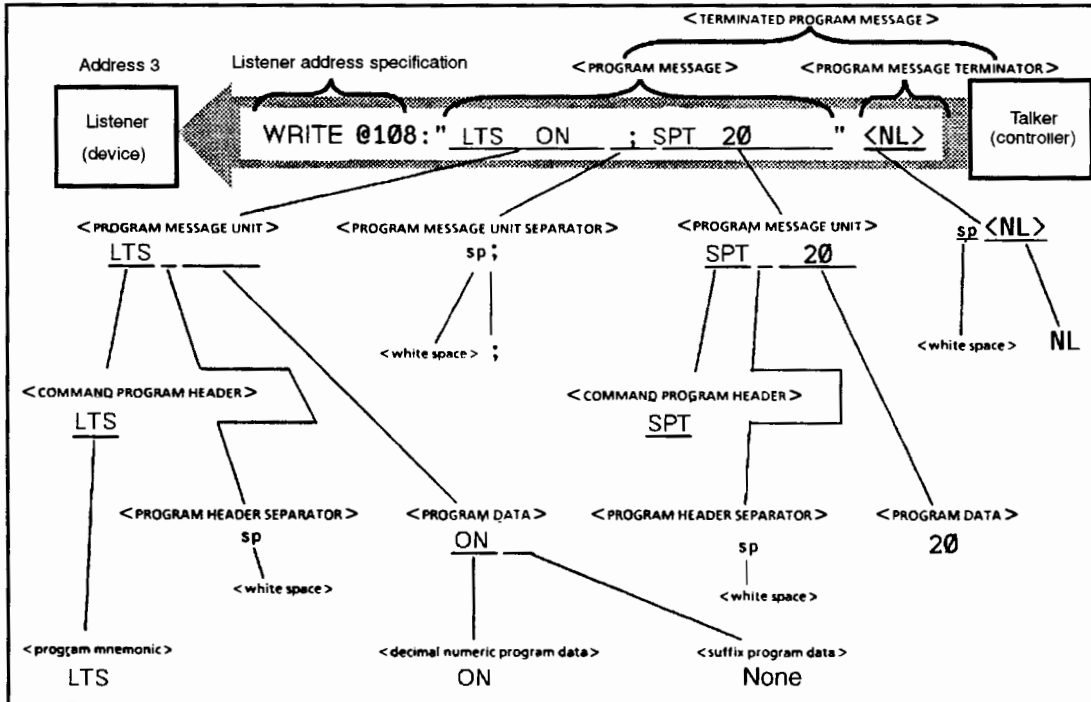 <TERMINATED PROGRAM MESSAGE>
Address 3
Listener address specification
<PROGRAM MESSAGE>
<PROGRAM MESSAGE TERMINATOR>
Listener
(device)
WRITE @108:" LTS ON ; SPT 20 " <NL>
Talker
(controller)
<PROGRAM MESSAGE UNIT>
LTS
<PROGRAM MESSAGE UNIT SEPARATOR>
sp;
<PROGRAM MESSAGE UNIT>
SPT 20
sp <NL>
<white space> ;
<white space> NL
<COMMAND PROGRAM HEADER>
LTS
<COMMAND PROGRAM HEADER>
SPT
<PROGRAM HEADER SEPARATOR>
sp
<white space>
<PROGRAM DATA>
ON
<PROGRAM HEADER SEPARATOR>
sp
<white space>
<PROGRAM DATA>
20
<program mnemonic>
LTS
<decimal numeric program data>
ON
<suffix program data>
None